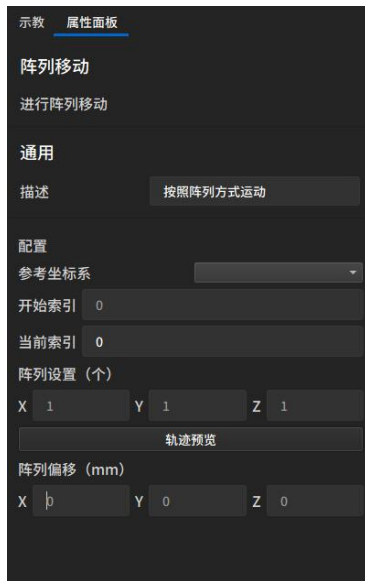 示教 属性面板
阵列移动
进行阵列移动
通用
描述 按照阵列方式运动
配置
参考坐标系
开始索引 0
当前索引 0
阵列设置（个）
X 1 Y 1 Z 1
轨迹预览
阵列偏移（mm）
X 0 Y 0 Z 0